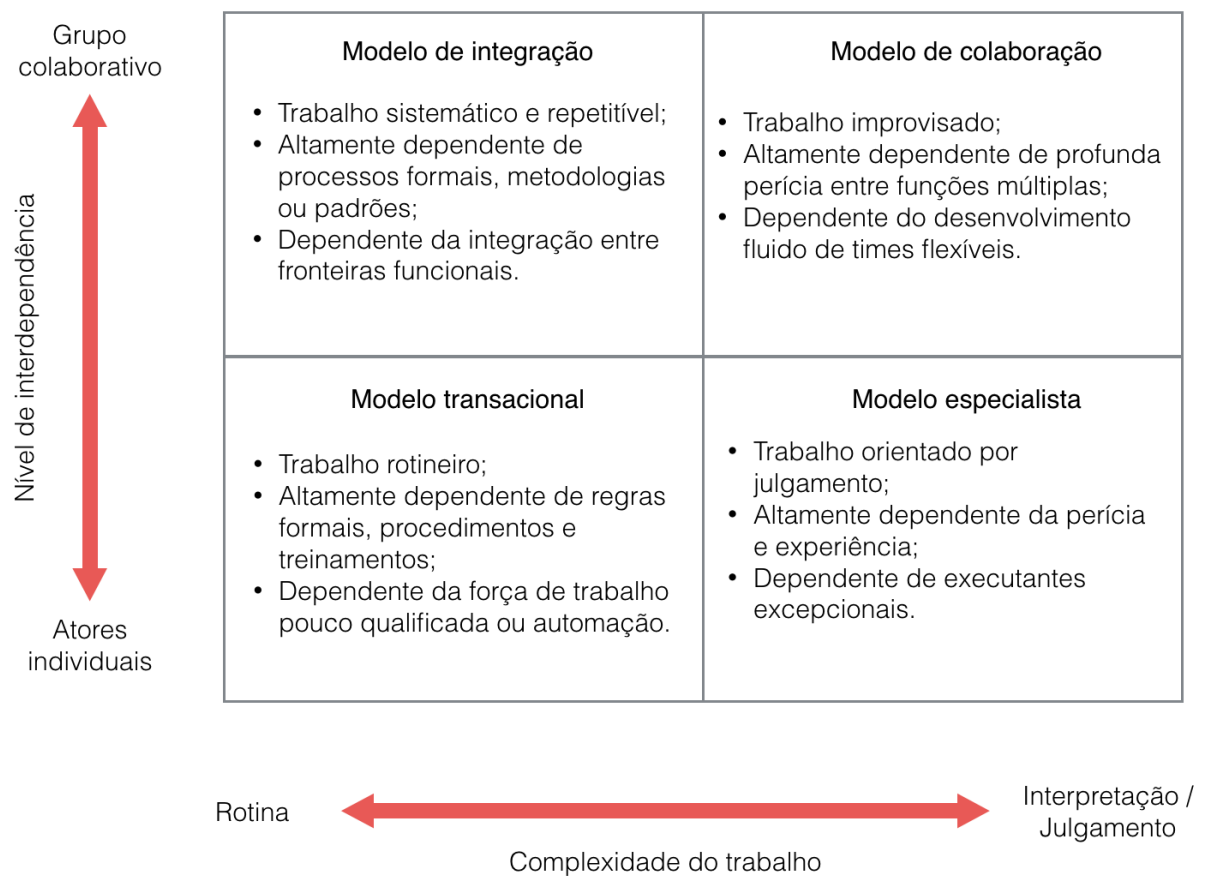 Grupo
colaborativo
Nível de interdependência
Atores
individuais
Modelo de integração
• Trabalho sistemático e repetitível;
• Altamente dependente de
processos formais, metodologias
ou padrões;
• Dependente da integração entre
fronteiras funcionais.
Modelo de colaboração
• Trabalho improvisado;
• Altamente dependente de profunda
perícia entre funções múltiplas;
• Dependente do desenvolvimento
fluido de times flexíveis.
Modelo transacional
• Trabalho rotineiro;
• Altamente dependente de regras
formais, procedimentos e
treinamentos;
• Dependente da força de trabalho
pouco qualificada ou automação.
Modelo especialista
• Trabalho orientado por
julgamento;
• Altamente dependente da perícia
e experiência;
• Dependente de executantes
excepcionais.
Rotina
Interpretação /
Julgamento
Complexidade do trabalho